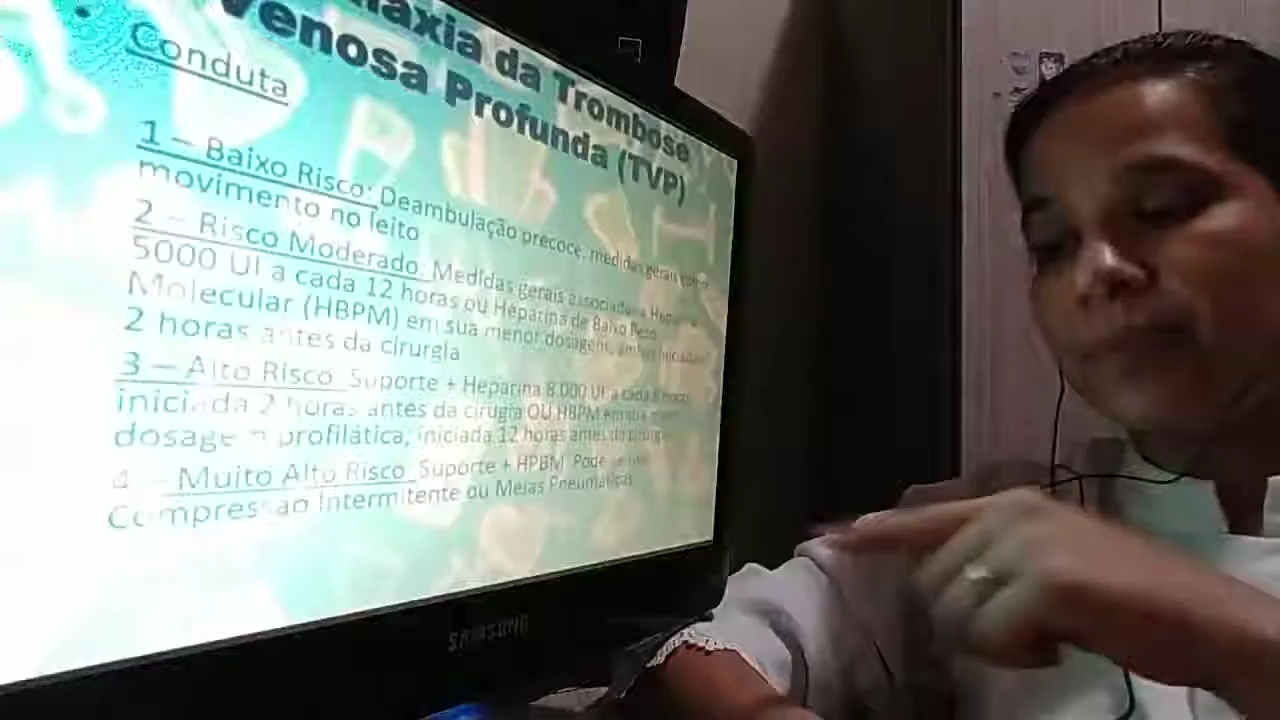 laxia da Trombose
Venosa Profunda (TVP)
Conduta
1 – Baixo Risco: Deambulação precoce, medidas gerais
movimento no leito
2 – Risco Moderado: Medidas gerais associadas a
5000 UI a cada 12 horas ou Heparina de Baixo Peso
Molecular (HBPM) em sua menor dosagem,
2 horas antes da cirurgia
3 – Alto Risco Suporte + Heparina 8.000 UI a cada
iniciada 2 horas antes da cirugia OU HBPM em sua
dosagem profilática, iniciada 12 horas antes da
4 – Muito Alto Risco Suporte + HPBM Pode
Compressão Intermitente ou Meias Pneumáticas
SAMSUNG